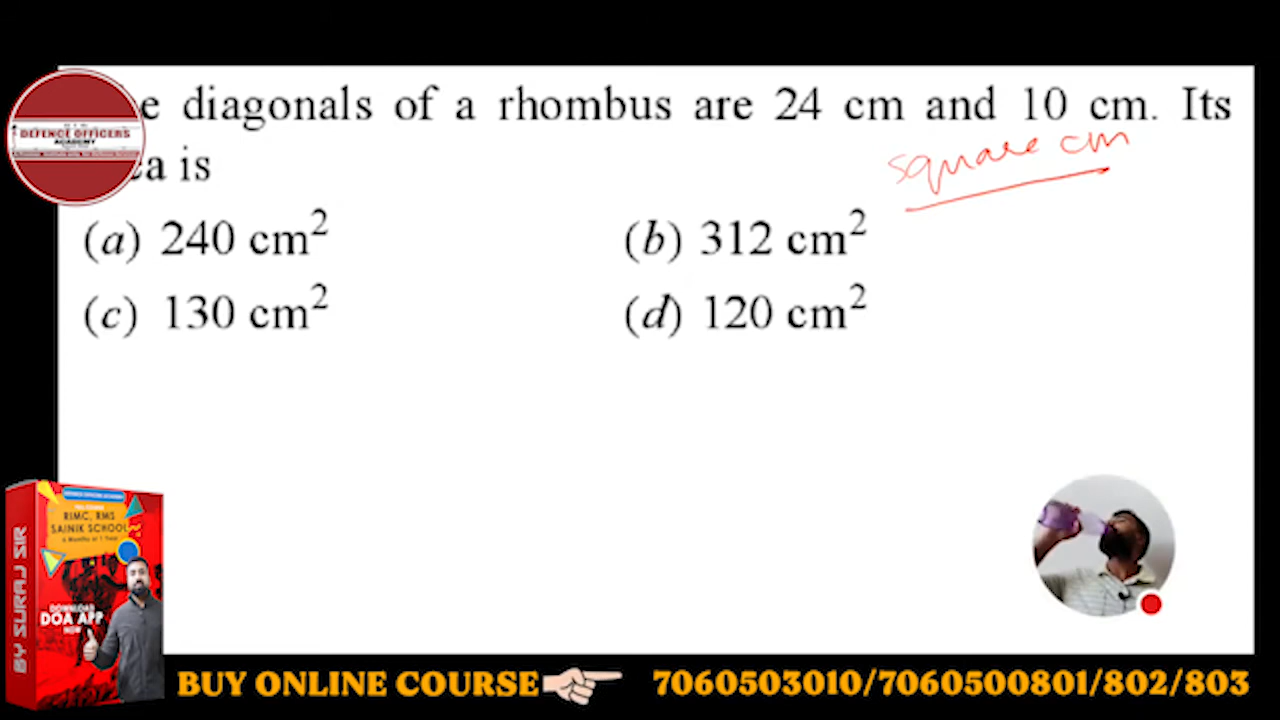 e diagonals of a rhombus are 24 cm and 10 cm. Its
square cm
ea is
(a) 240 cm²
(b) 312 cm²
(c) 130 cm²
(d) 120 cm²
DEFENCE OFFICERS
ACADEMY
RIMC, RMS
SAINIK SCHOOL
DOWNLOAD
DOA APP
NOW
BY SURAJ SIR
BUY ONLINE COURSE
7060503010/7060500801/802/803